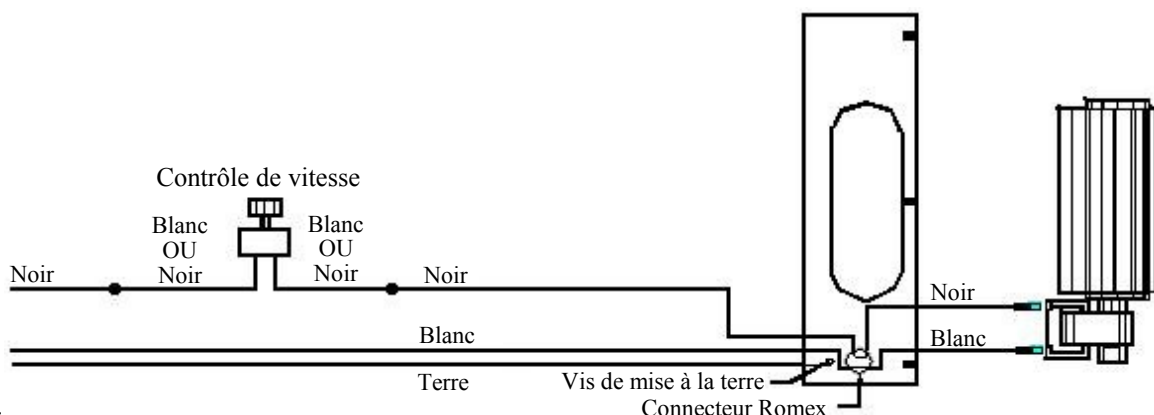 Contrôle de vitesse
Blanc
OU
Noir
Blanc
OU
Noir
Noir
Noir
Noir
Blanc
Blanc
Terre
Vis de mise à la terre
Connecteur Romex